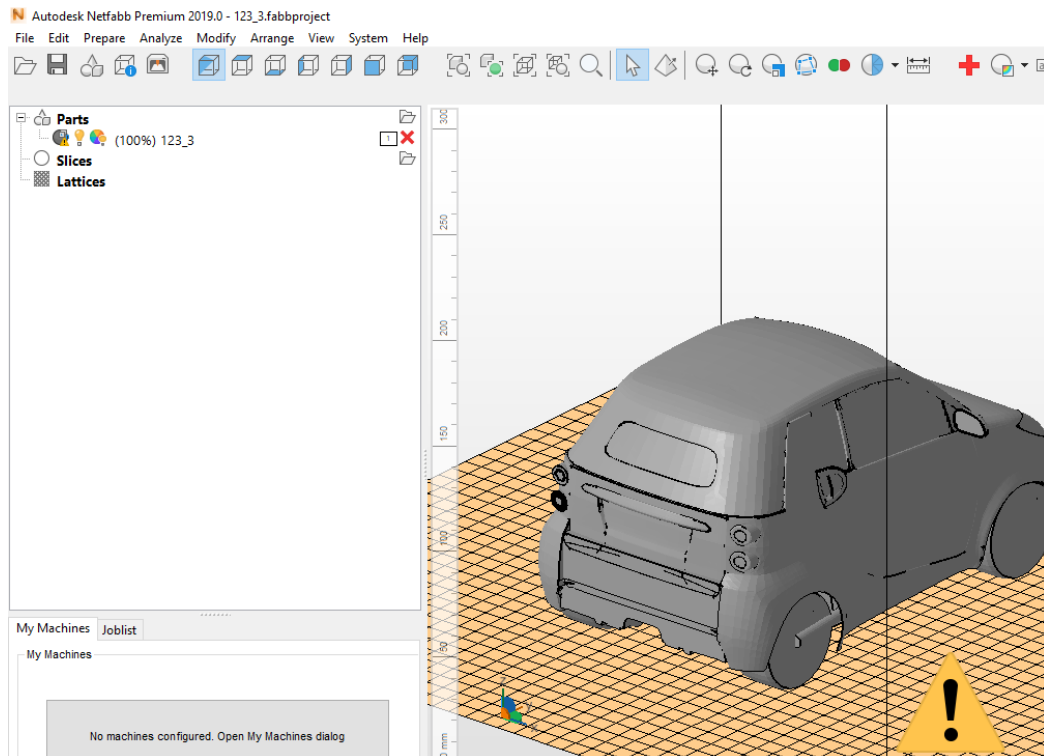 Autodesk Netfabb Premium 2019.0 - 123_3.fabbproject
File Edit Prepare Analyze Modify Arrange View System Help
Parts
(100%) 123_3
1
Slices
Lattices
300
250
200
150
100
50
mm
My Machines Joblist
My Machines
No machines configured. Open My Machines dialog